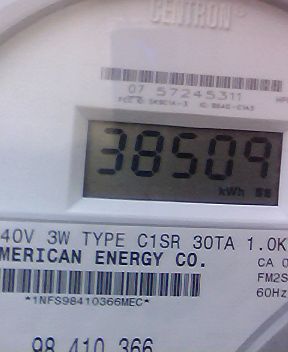 CENTRON®
07 57245311
38509
kWh
40V 3W TYPE C1SR 30TA 1.0K
MERICAN ENERGY CO.
CA 0
FM2S
60Hz
*1NFS98410366MEC*
98 410 366